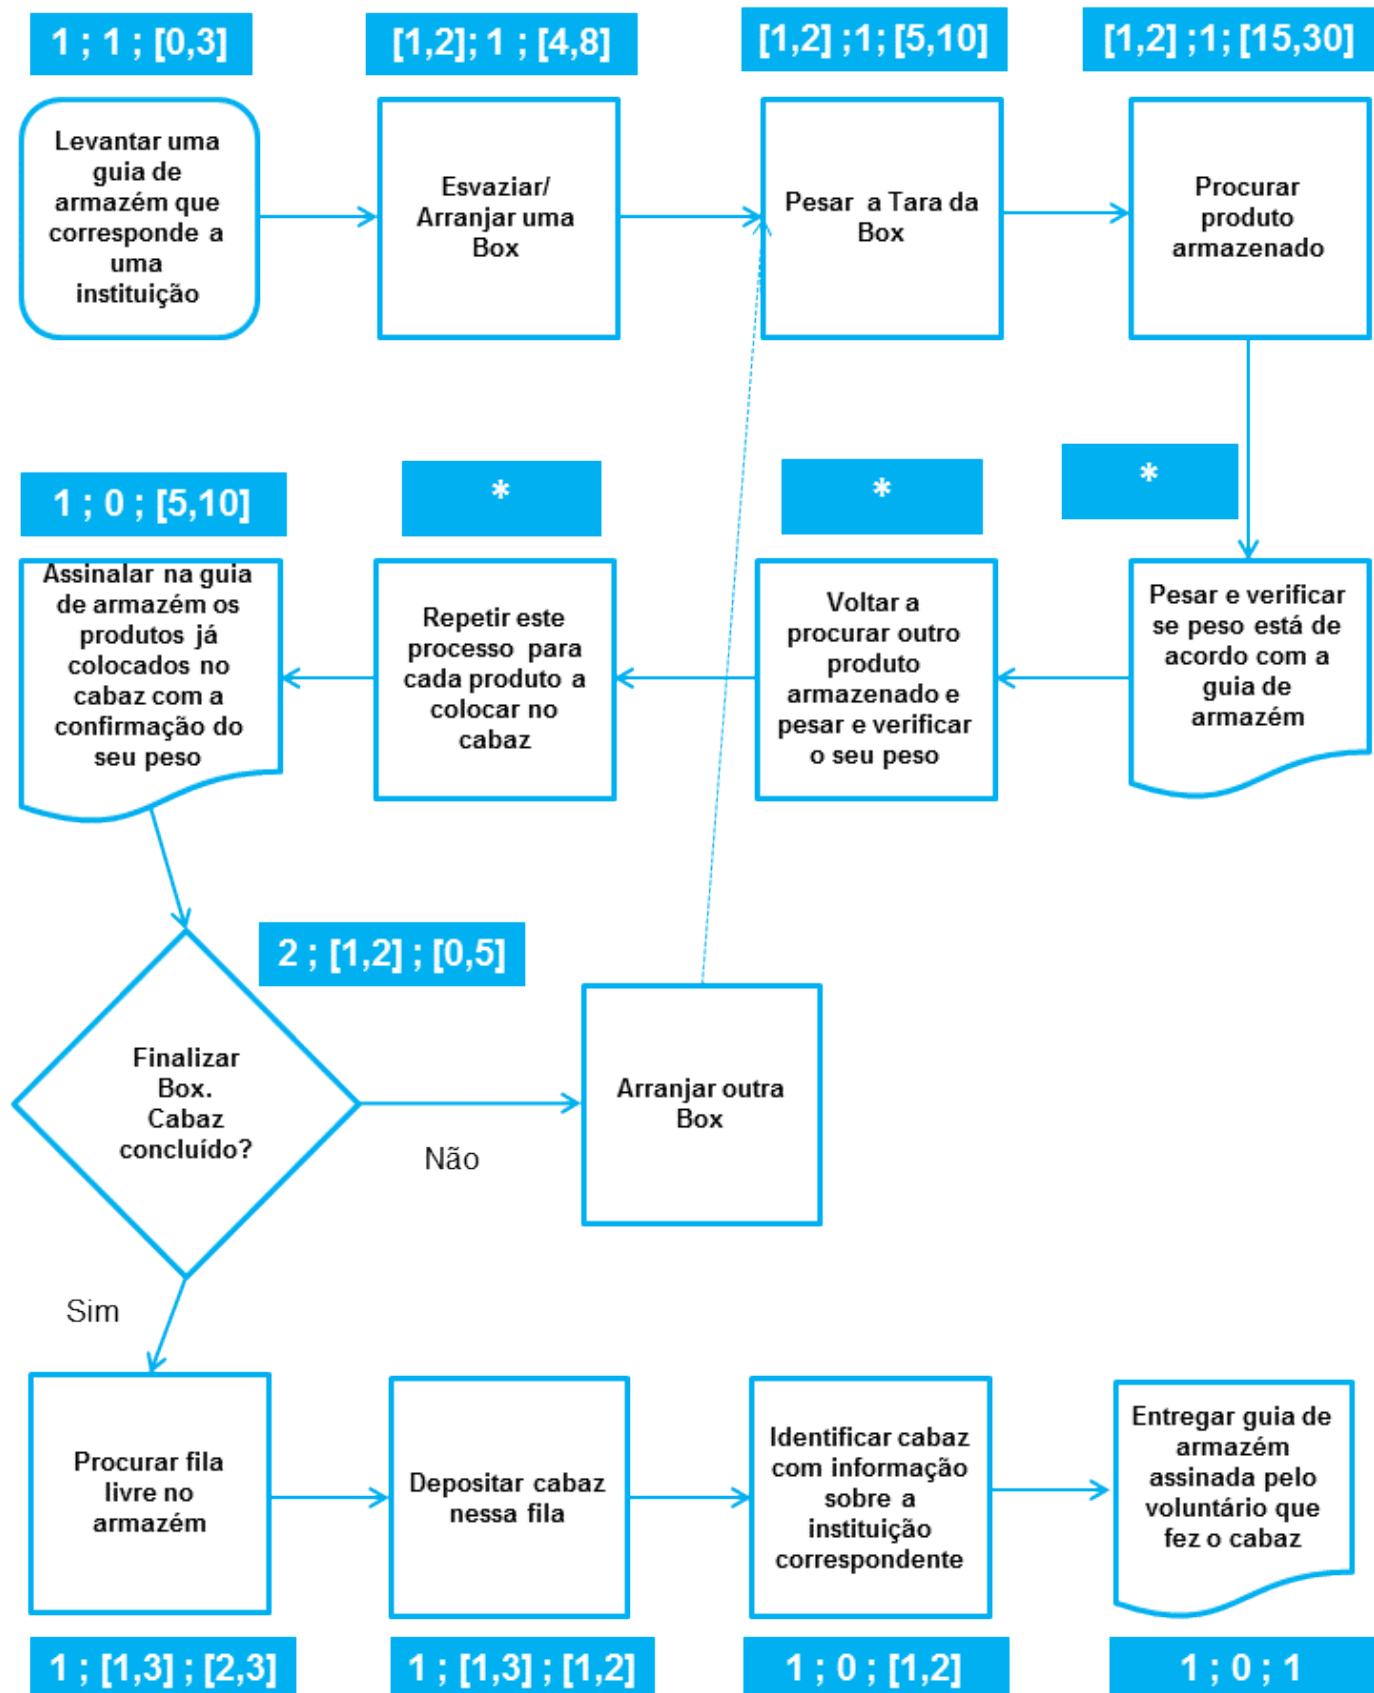 1 ; 1 ; [0,3]
[1,2]; 1 ; [4,8]
[1,2] ;1; [5,10]
[1,2] ;1; [15,30]
Levantar uma
guia de
armazém que
corresponde a
uma
instituição
Esvaziar/
Arranjar uma
Box
Pesar a Tara da
Box
Procurar
produto
armazenado
1 ; 0 ; [5,10]
*
*
*
Assinalar na guia
de armazém os
produtos já
colocados no
cabaz com a
confirmação do
seu peso
Repetir este
processo para
cada produto a
colocar no
cabaz
Voltar a
procurar outro
produto
armazenado e
pesar e verificar
o seu peso
Pesar e verificar
se peso está de
acordo com a
guia de
armazém
2 ; [1,2] ; [0,5]
Finalizar
Box.
Cabaz
concluído?
Não
Arranjar outra
Box
Sim
Procurar fila
livre no
armazém
Depositar cabaz
nessa fila
Identificar cabaz
com informação
sobre a
instituição
correspondente
Entregar guia de
armazém
assinada pelo
voluntário que
fez o cabaz
1 ; [1,3] ; [2,3]
1 ; [1,3] ; [1,2]
1 ; 0 ; [1,2]
1 ; 0 ; 1